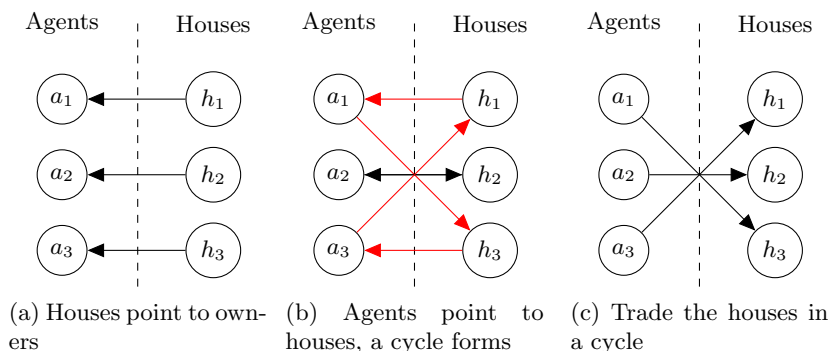 Agents Houses
a1 h1
a2 h2
a3 h3
(a) Houses point to own-
ers
Agents Houses
a1 h1
a2 h2
a3 h3
(b) Agents point to
houses, a cycle forms
Agents Houses
a1 h1
a2 h2
a3 h3
(c) Trade the houses in
a cycle